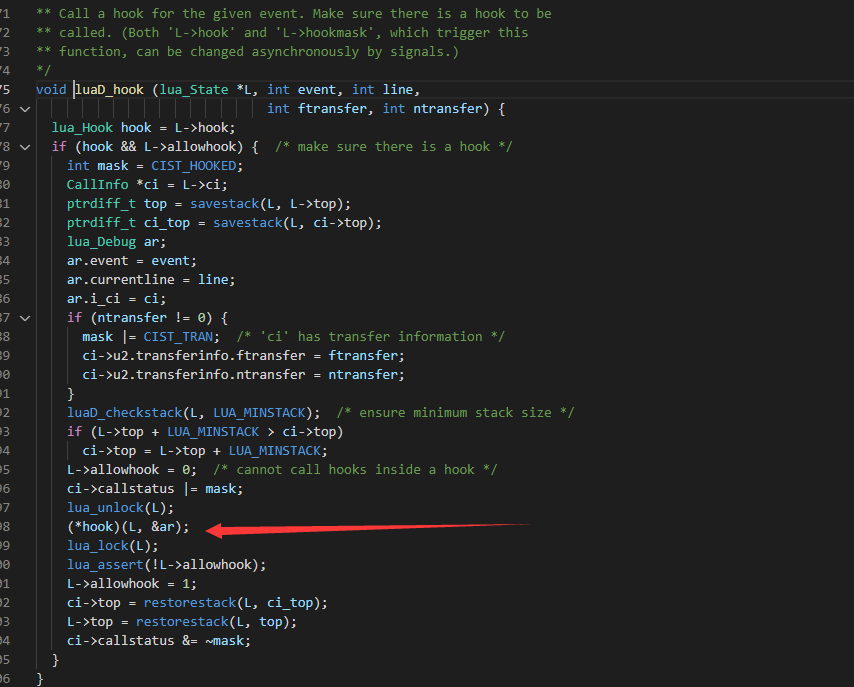 71 ** Call a hook for the given event. Make sure there is a hook to be
72 ** called. (Both 'L->hook' and 'L->hookmask', which trigger this
73 ** function, can be changed asynchronously by signals.)
74 */
75 void luaD_hook (lua_State *L, int event, int line,
76 int ftransfer, int ntransfer) {
77 lua_Hook hook = L->hook;
78 if (hook && L->allowhook) {  /* make sure there is a hook */
79 int mask = CIST_HOOKED;
80 CallInfo *ci = L->ci;
81 ptrdiff_t top = savestack(L, L->top);
82 ptrdiff_t ci_top = savestack(L, ci->top);
83 lua_Debug ar;
84 ar.event = event;
85 ar.currentline = line;
86 ar.i_ci = ci;
87 if (ntransfer != 0) {
88 mask |= CIST_TRAN;  /* 'ci' has transfer information */
89 ci->u2.transferinfo.ftransfer = ftransfer;
90 ci->u2.transferinfo.ntransfer = ntransfer;
91 }
92 luaD_checkstack(L, LUA_MINSTACK);  /* ensure minimum stack size */
93 if (L->top + LUA_MINSTACK > ci->top)
94 ci->top = L->top + LUA_MINSTACK;
95 L->allowhook = 0;  /* cannot call hooks inside a hook */
96 ci->callstatus |= mask;
97 lua_unlock(L);
98 (*hook)(L, &ar);
99 lua_lock(L);
00 lua_assert(!L->allowhook);
01 L->allowhook = 1;
02 ci->top = restorestack(L, ci_top);
03 L->top = restorestack(L, top);
04 ci->callstatus &= ~mask;
05 }
06 }